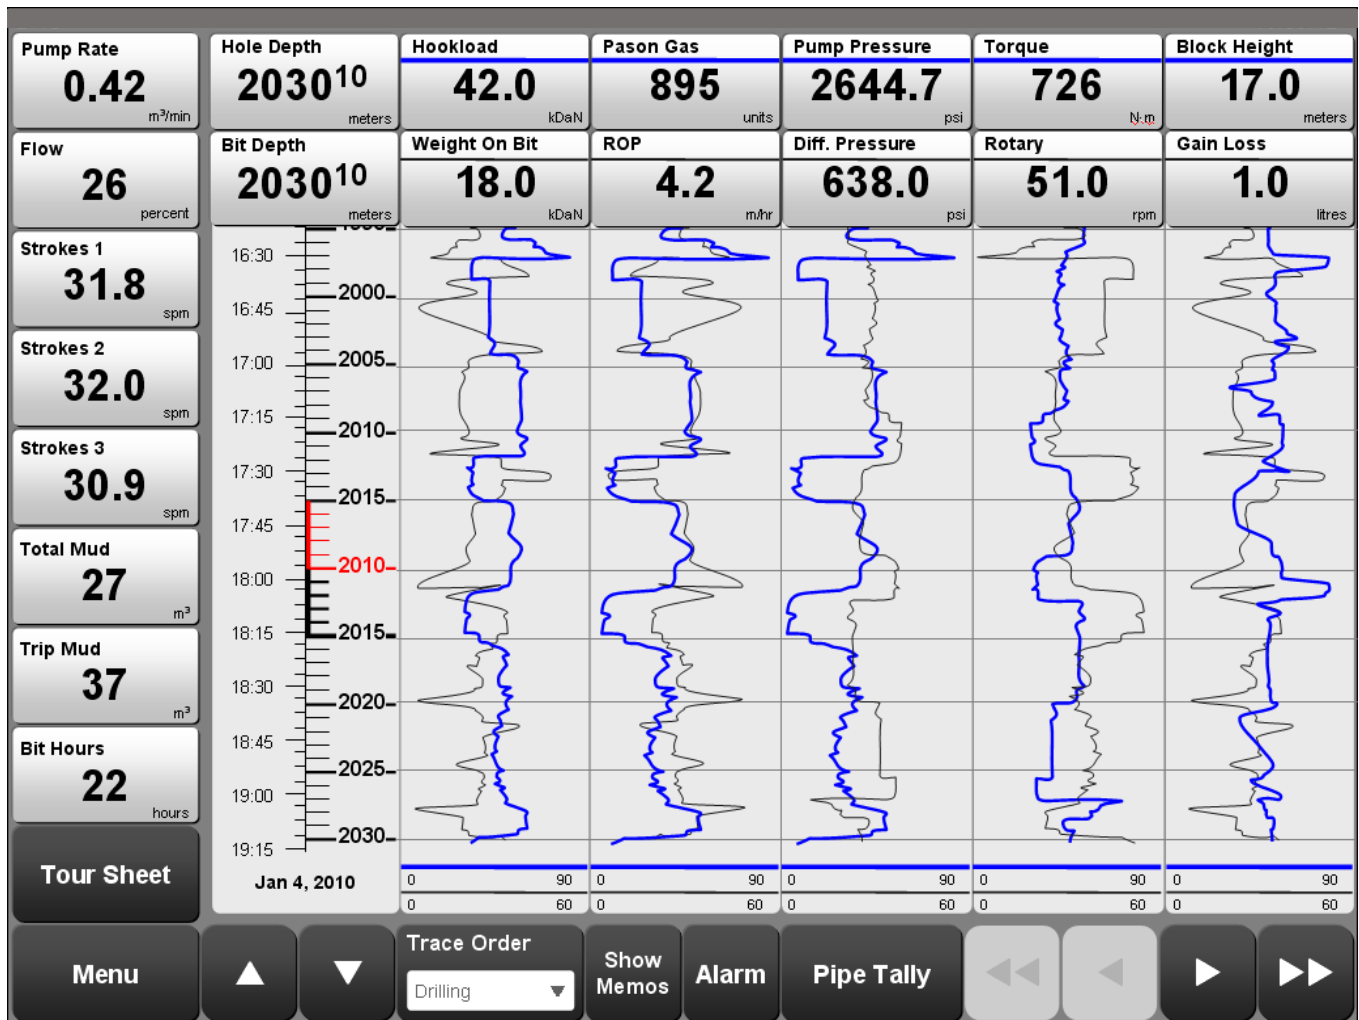 Pump Rate
0.42
m³/min
Flow
26
percent
Strokes 1
31.8
spm
Strokes 2
32.0
spm
Strokes 3
30.9
spm
Total Mud
27
m³
Trip Mud
37
m³
Bit Hours
22
hours
Tour Sheet
Hole Depth
2030¹⁰
meters
Hookload
42.0
kDaN
Pason Gas
895
units
Pump Pressure
2644.7
psi
Torque
726
N·m
Block Height
17.0
meters
Bit Depth
2030¹⁰
meters
Weight On Bit
18.0
kDaN
ROP
4.2
m/hr
Diff. Pressure
638.0
psi
Rotary
51.0
rpm
Gain Loss
1.0
litres
16:30
2000
16:45
17:00 2005
17:15
2010
17:30
2015
17:45
2010
18:00
18:15 2015
18:30
2020
18:45
2025
19:00
2030
19:15
Jan 4, 2010
0 90 0 90 0 90 0 90 0 90
0 60 0 60 0 60 0 60 0 60
Menu
Trace Order
Drilling
Show
Memos
Alarm
Pipe Tally